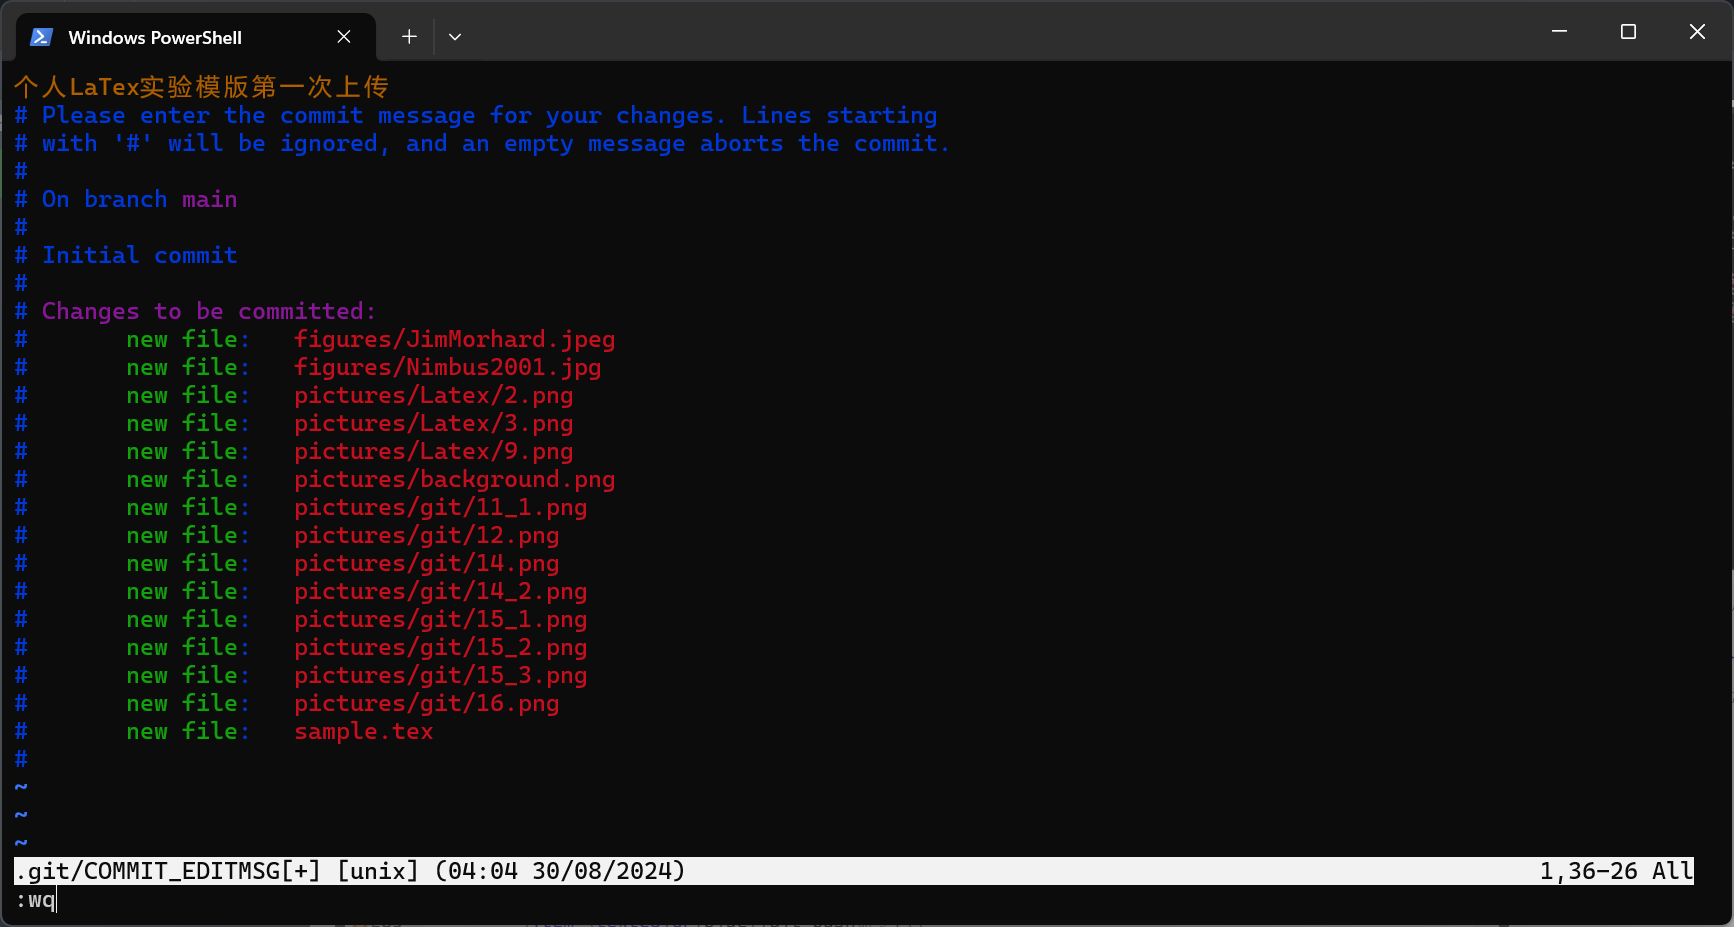 Windows PowerShell
个人LaTex实验模版第一次上传
# Please enter the commit message for your changes. Lines starting
# with '#' will be ignored, and an empty message aborts the commit.
#
# On branch main
#
# Initial commit
#
# Changes to be committed:
#       new file:   figures/JimMorhard.jpeg
#       new file:   figures/Nimbus2001.jpg
#       new file:   pictures/Latex/2.png
#       new file:   pictures/Latex/3.png
#       new file:   pictures/Latex/9.png
#       new file:   pictures/background.png
#       new file:   pictures/git/11_1.png
#       new file:   pictures/git/12.png
#       new file:   pictures/git/14.png
#       new file:   pictures/git/14_2.png
#       new file:   pictures/git/15_1.png
#       new file:   pictures/git/15_2.png
#       new file:   pictures/git/15_3.png
#       new file:   pictures/git/16.png
#       new file:   sample.tex
#
~
~
~
.git/COMMIT_EDITMSG[+] [unix] (04:04 30/08/2024) 1,36-26 All
:wq